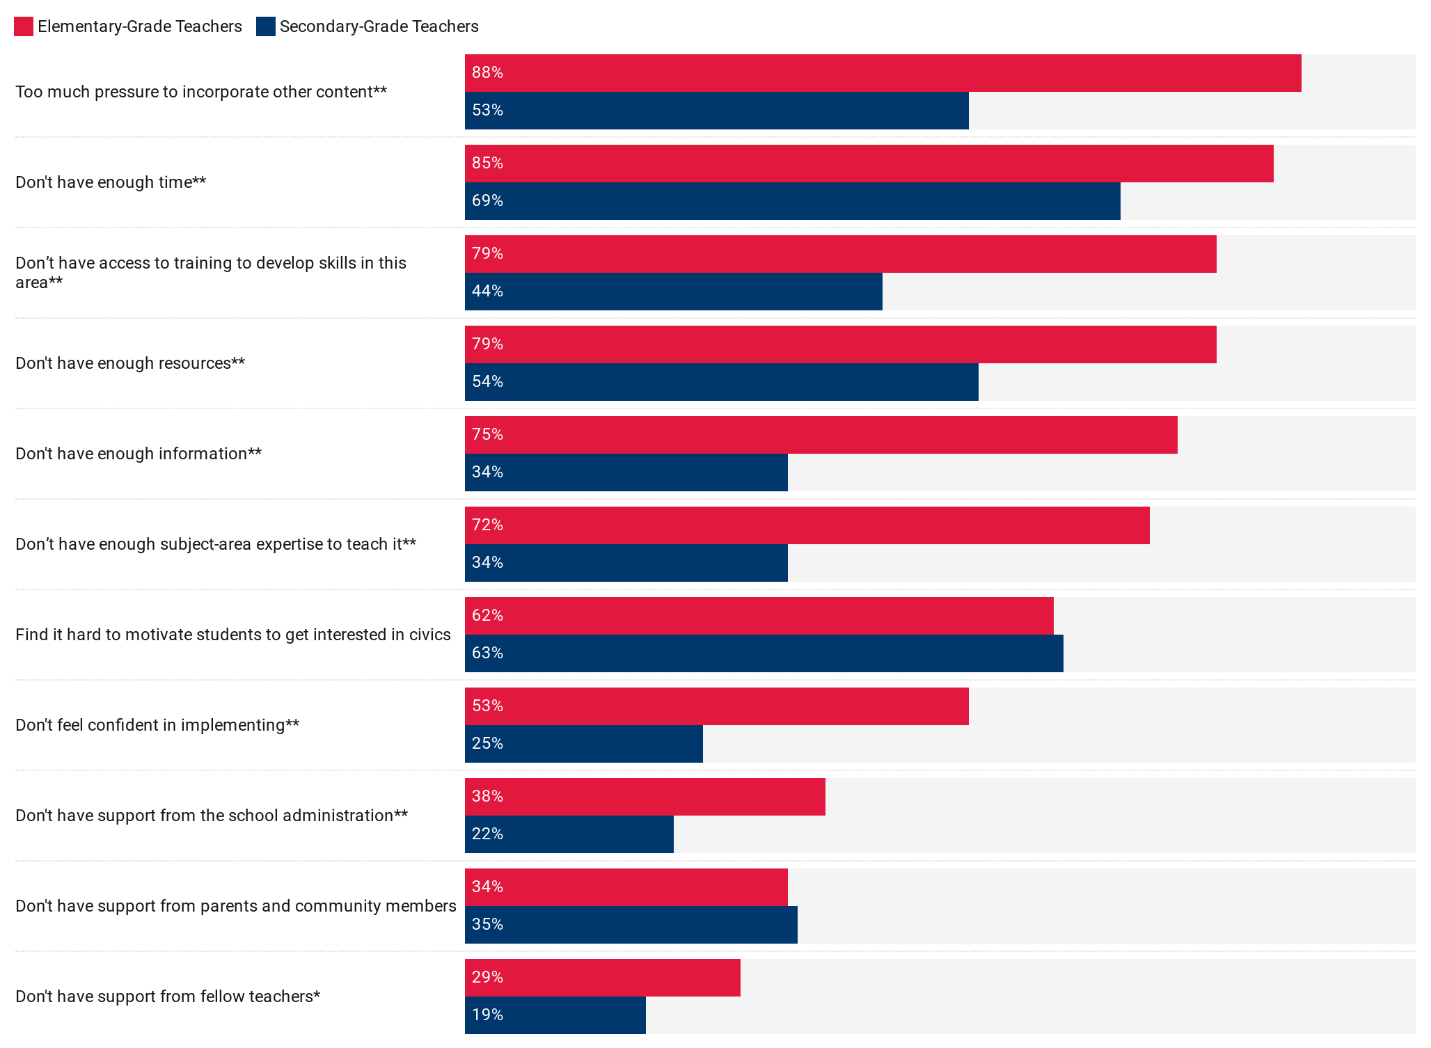 Elementary-Grade Teachers Secondary-Grade Teachers
Too much pressure to incorporate other content**
88%
53%
Don't have enough time**
85%
69%
Don’t have access to training to develop skills in this
area**
79%
44%
Don't have enough resources**
79%
54%
Don't have enough information**
75%
34%
Don’t have enough subject-area expertise to teach it**
72%
34%
Find it hard to motivate students to get interested in civics
62%
63%
Don't feel confident in implementing**
53%
25%
Don't have support from the school administration**
38%
22%
Don't have support from parents and community members
34%
35%
Don't have support from fellow teachers*
29%
19%